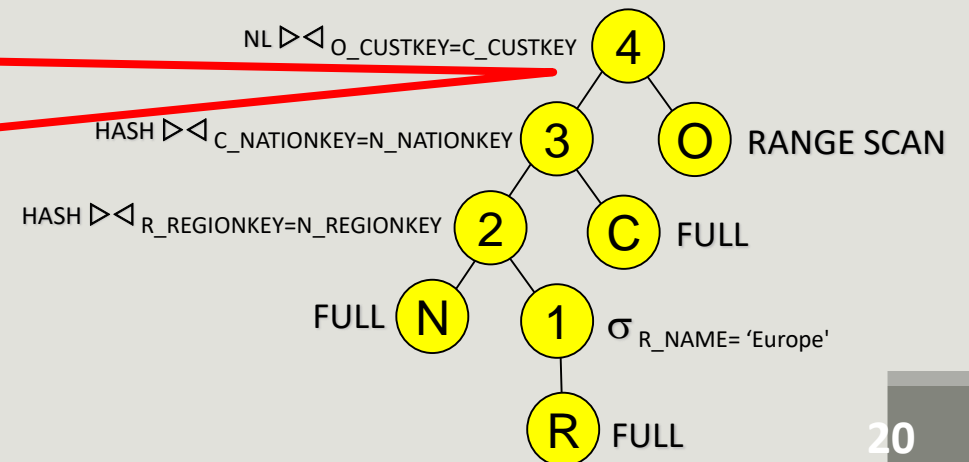 NL ▷◁ O_CUSTKEY=C_CUSTKEY 4
HASH ▷◁ C_NATIONKEY=N_NATIONKEY 3 O RANGE SCAN
HASH ▷◁ R_REGIONKEY=N_REGIONKEY 2 C FULL
FULL N 1 σ R_NAME= ‘Europe'
R FULL
20